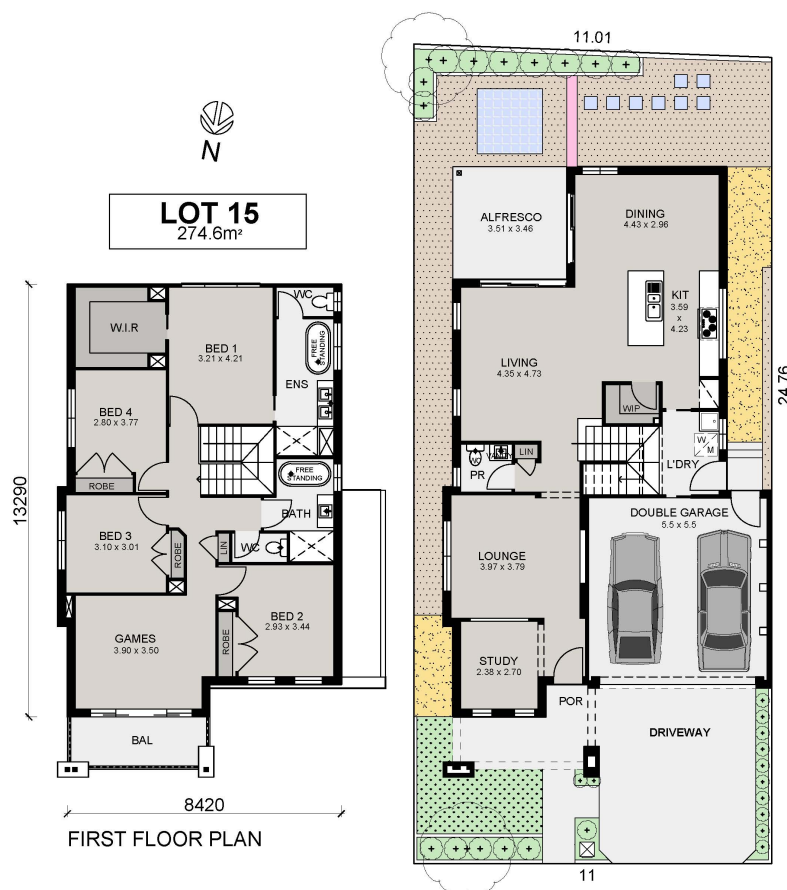 11.01
N
LOT 15
274.6m²
WC
W.I.R
BED 1
3.21 x 4.21
FREE
STANDING
ENS
BED 4
2.80 x 3.77
ROBE
FREE
STANDING
BATH
BED 3
3.10 x 3.01
ROBE
LIN
WC
GAMES
3.90 x 3.50
ROBE
BED 2
2.93 x 3.44
BAL
13290
8420
FIRST FLOOR PLAN
ALFRESCO
3.51 x 3.46
DINING
4.43 x 2.96
KIT
3.59
x
4.23
LIVING
4.35 x 4.73
WIP
24.76
W
M
L'DRY
VANITY
LIN
PR
DOUBLE GARAGE
5.5 x 5.5
LOUNGE
3.97 x 3.79
STUDY
2.38 x 2.70
POR
DRIVEWAY
11